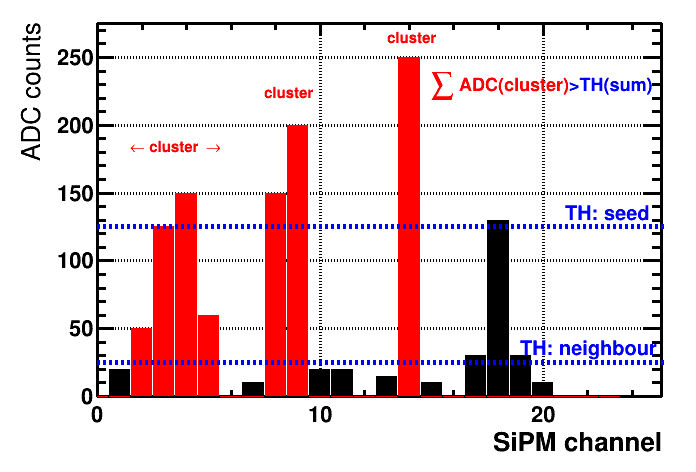 ADC counts
250
200
150
100
50
0
cluster
cluster
← cluster →
∑ ADC(cluster)>TH(sum)
TH: seed
TH: neighbour
0 10 20
SiPM channel